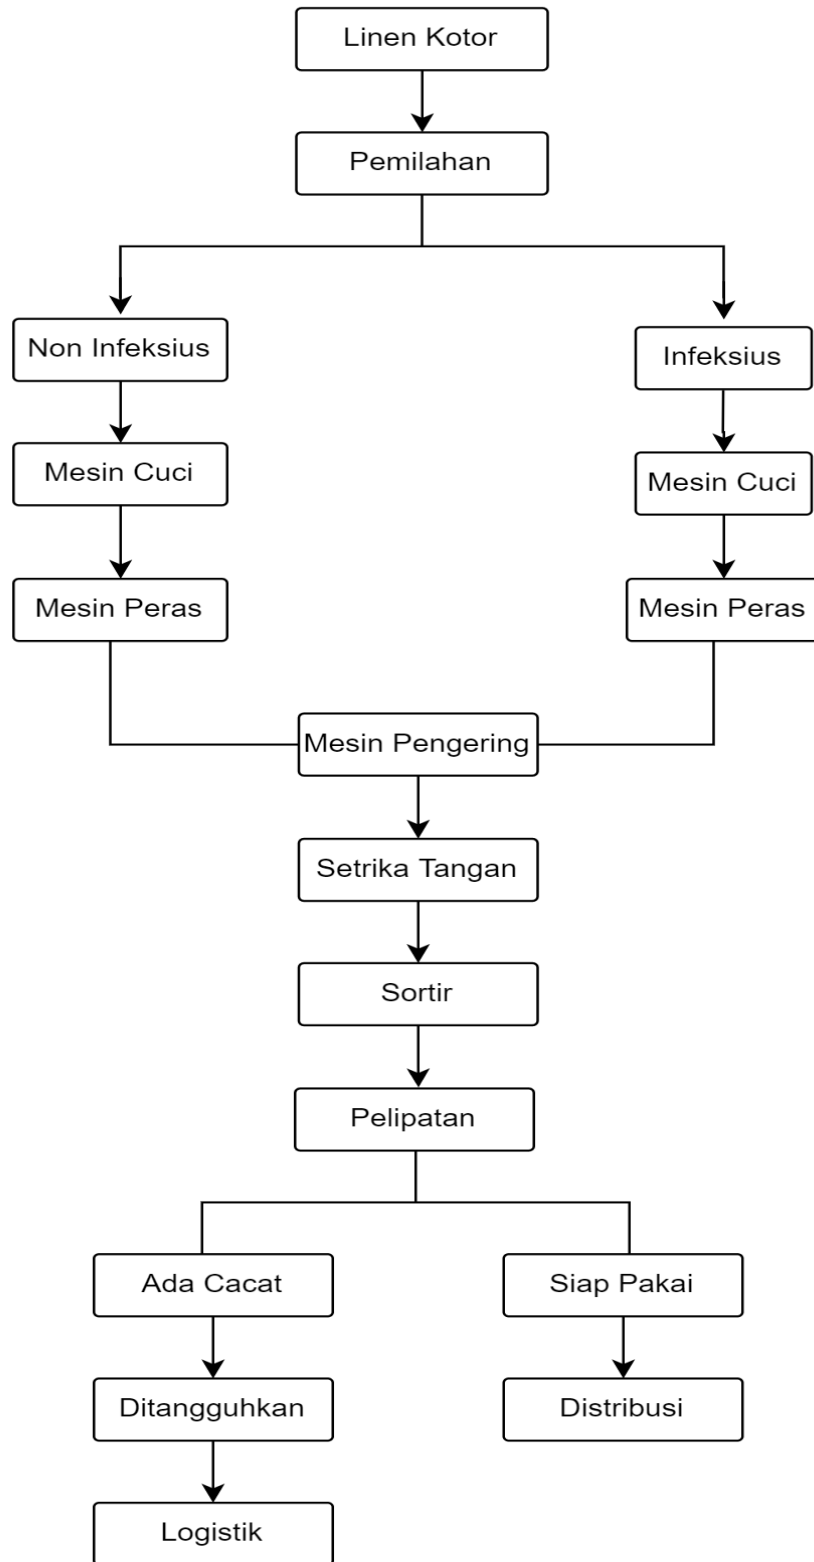 Linen Kotor
Pemilahan
Non Infeksius
Infeksius
Mesin Cuci
Mesin Cuci
Mesin Peras
Mesin Peras
Mesin Pengering
Setrika Tangan
Sortir
Pelipatan
Ada Cacat
Siap Pakai
Ditangguhkan
Distribusi
Logistik